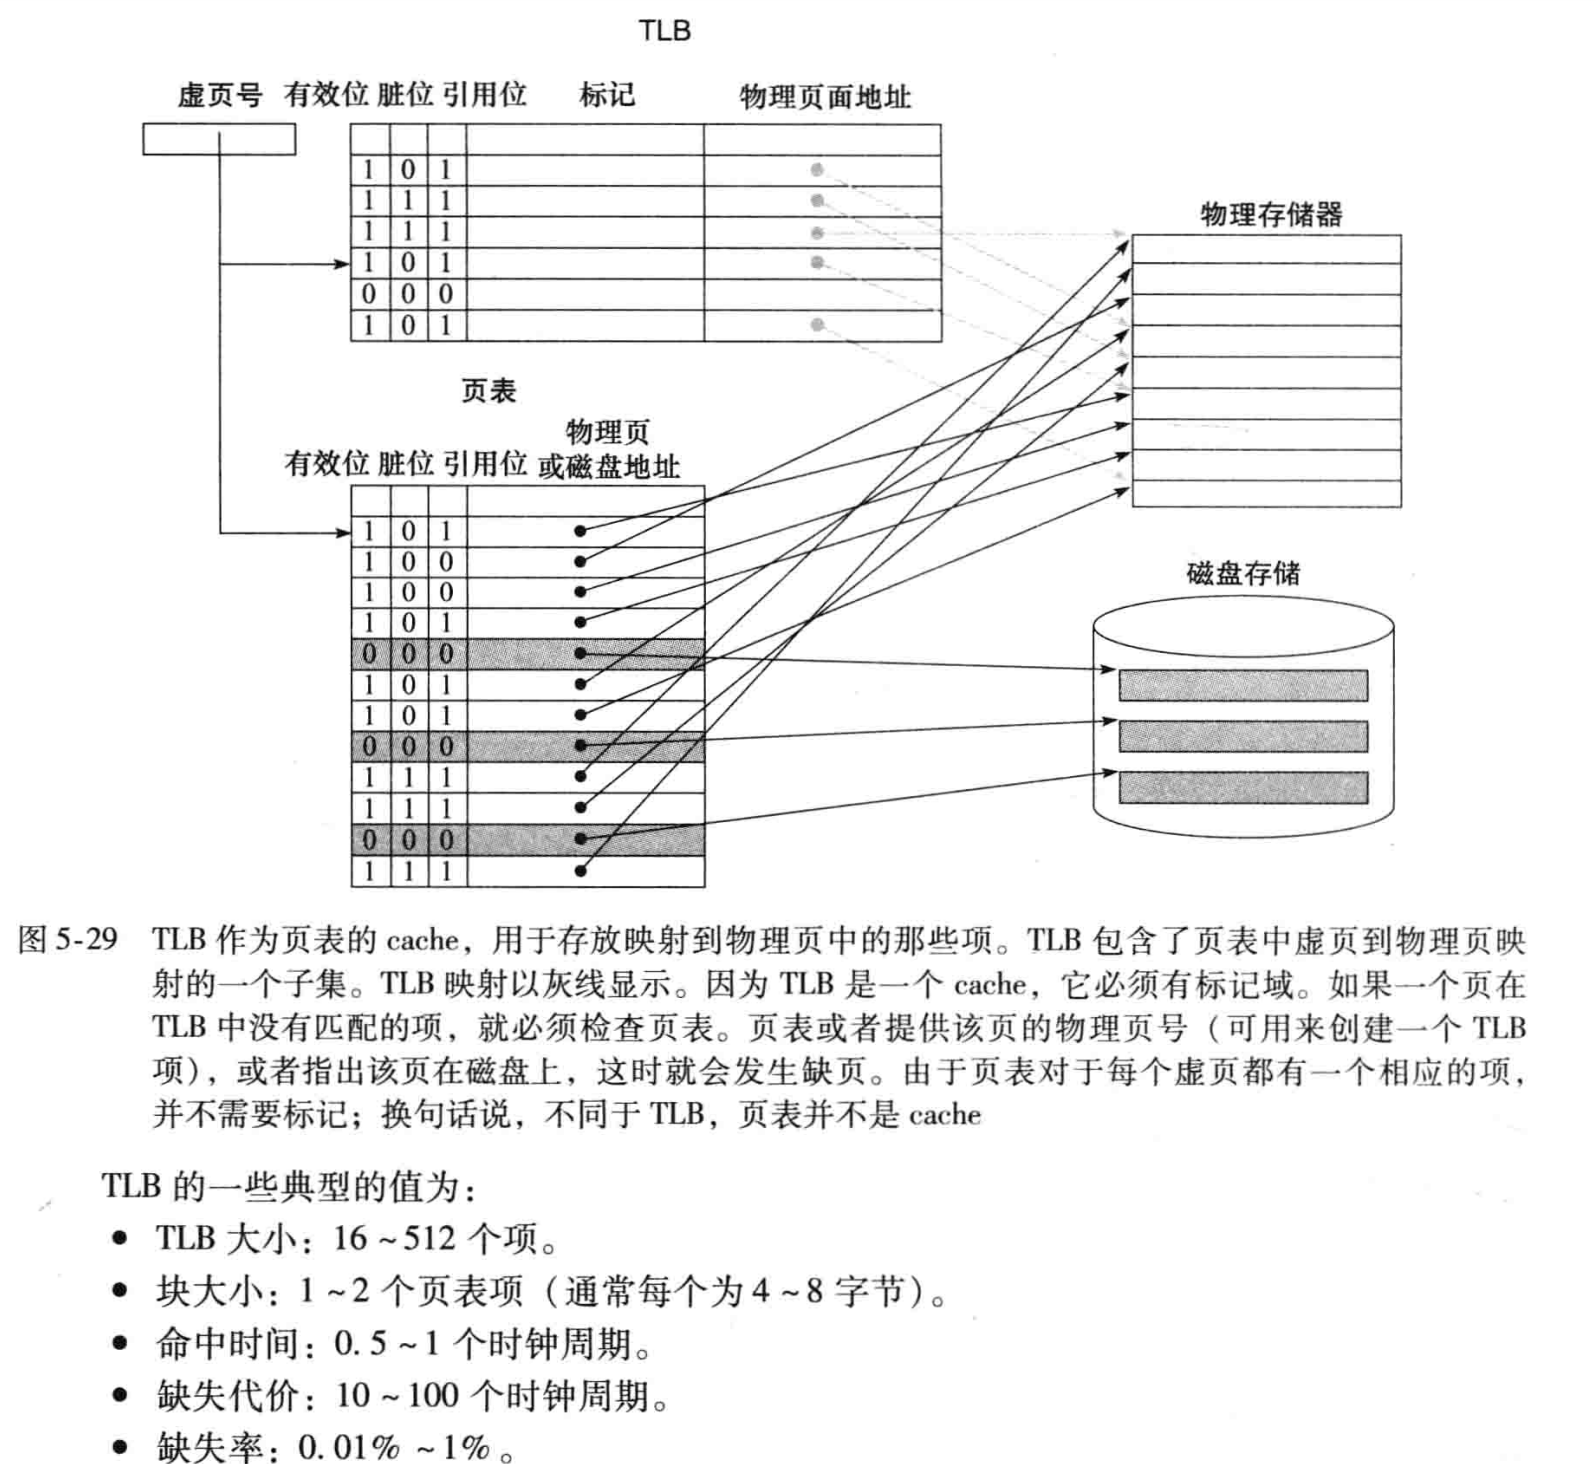 TLB
虚页号 有效位 脏位 引用位 标记 物理页面地址
1 0 1
1 1 1
1 1 1
1 0 1
0 0 0
1 0 1
物理存储器
页表
物理页
有效位 脏位 引用位 或磁盘地址
1 0 1
1 0 0
1 0 0
1 0 1
0 0 0
1 0 1
1 0 1
0 0 0
1 1 1
1 1 1
0 0 0
1 1 1
磁盘存储
图 5-29 TLB 作为页表的 cache，用于存放映射到物理页中的那些项。TLB 包含了页表中虚页到物理页映
射的一个子集。TLB 映射以灰线显示。因为 TLB 是一个 cache，它必须有标记域。如果一个页在
TLB 中没有匹配的项，就必须检查页表。页表或者提供该页的物理页号（可用来创建一个 TLB
项），或者指出该页在磁盘上，这时就会发生缺页。由于页表对于每个虚页都有一个相应的项，
并不需要标记；换句话说，不同于 TLB，页表并不是 cache
TLB 的一些典型的值为：
● TLB 大小：16 ~ 512 个项。
● 块大小：1 ~ 2 个页表项（通常每个为 4 ~ 8 字节）。
● 命中时间：0. 5 ~ 1 个时钟周期。
● 缺失代价：10 ~ 100 个时钟周期。
● 缺失率：0. 01% ~ 1% 。